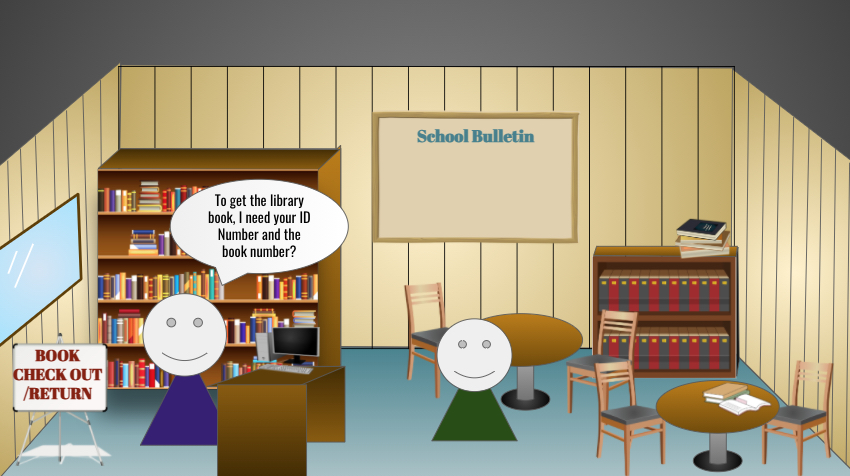 School Bulletin
To get the library
book, I need your ID
Number and the
book number?
BOOK
CHECK OUT
/RETURN